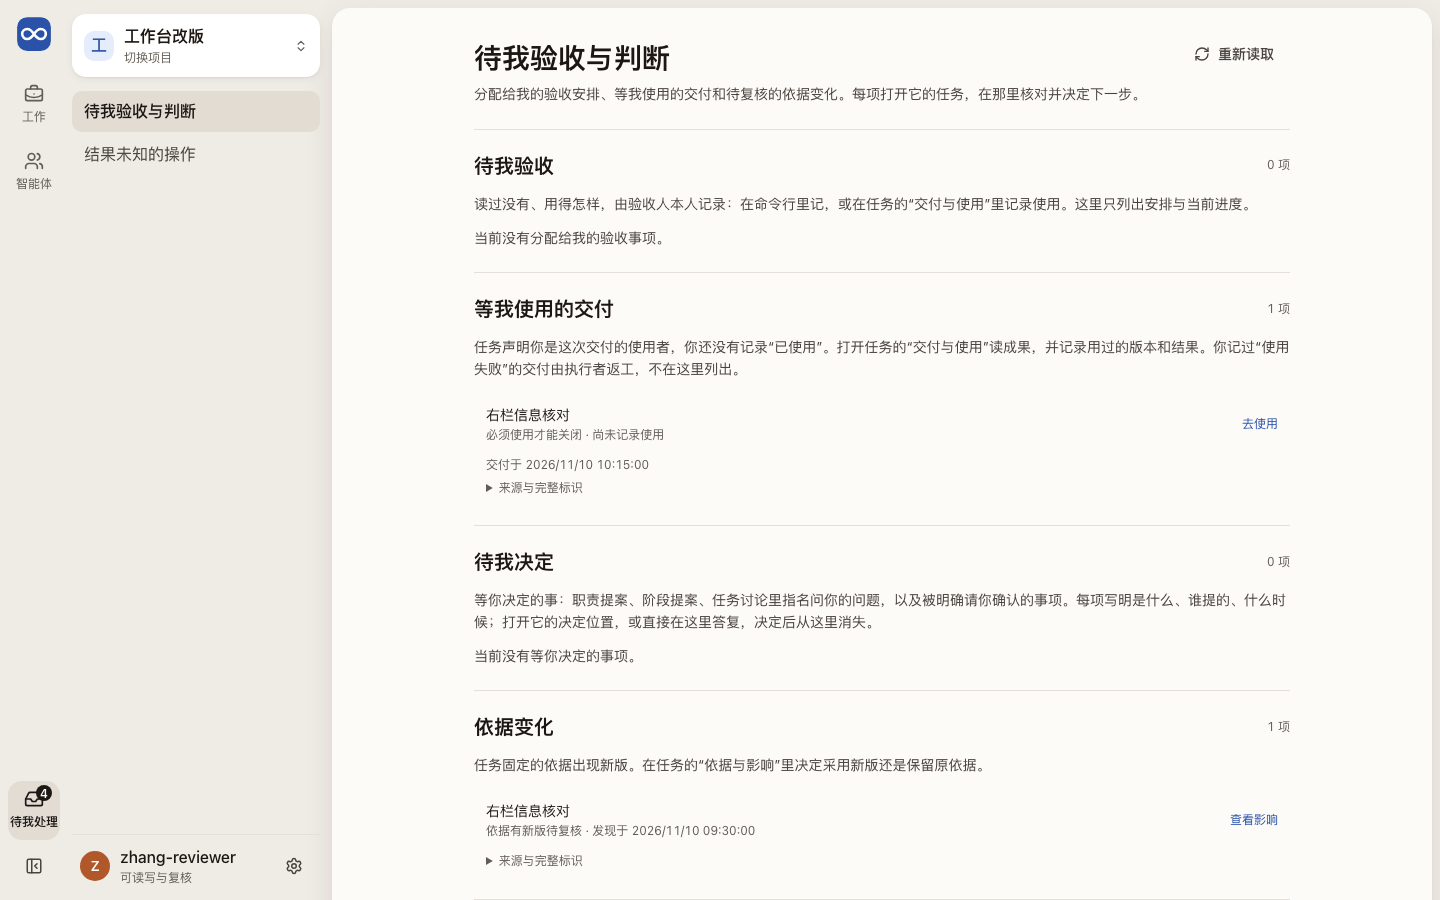 工
工作台改版
切换项目
工作
智能体
待我验收与判断
结果未知的操作
4
待我处理
Z
zhang-reviewer
可读写与复核
待我验收与判断
重新读取
分配给我的验收安排、等我使用的交付和待复核的依据变化。每项打开它的任务，在那里核对并决定下一步。
待我验收
0 项
读过没有、用得怎样，由验收人本人记录：在命令行里记，或在任务的“交付与使用”里记录使用。这里只列出安排与当前进度。
当前没有分配给我的验收事项。
等我使用的交付
1 项
任务声明你是这次交付的使用者，你还没有记录“已使用”。打开任务的“交付与使用”读成果，并记录用过的版本和结果。你记过“使用
失败”的交付由执行者返工，不在这里列出。
右栏信息核对
必须使用才能关闭 · 尚未记录使用
去使用
交付于 2026/11/10 10:15:00
▶ 来源与完整标识
待我决定
0 项
等你决定的事：职责提案、阶段提案、任务讨论里指名问你的问题，以及被明确请你确认的事项。每项写明是什么、谁提的、什么时
候；打开它的决定位置，或直接在这里答复，决定后从这里消失。
当前没有等你决定的事项。
依据变化
1 项
任务固定的依据出现新版。在任务的“依据与影响”里决定采用新版还是保留原依据。
右栏信息核对
依据有新版待复核 · 发现于 2026/11/10 09:30:00
查看影响
▶ 来源与完整标识